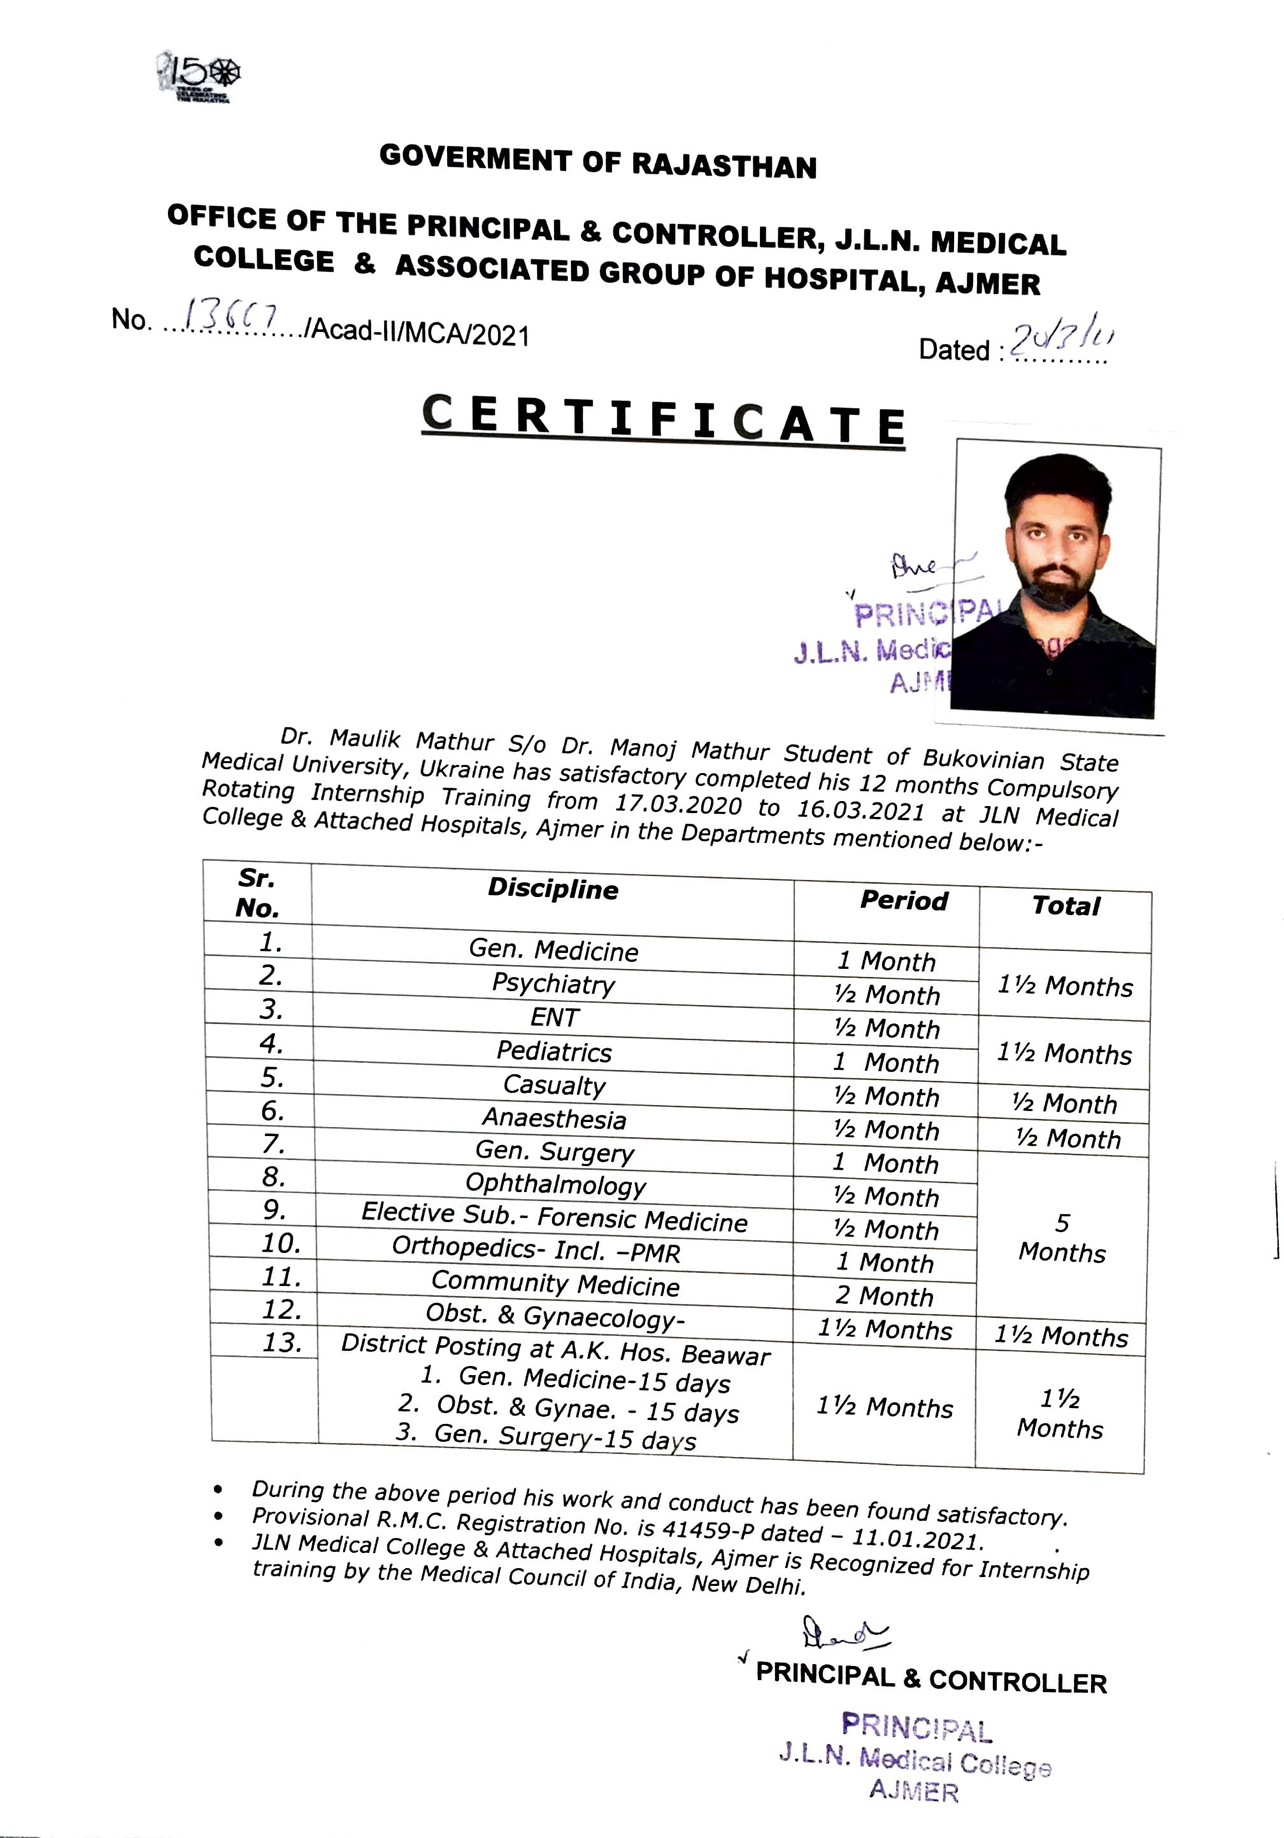 150
YEARS OF
CELEBRATING
THE MAHATMA
GOVERMENT OF RAJASTHAN
OFFICE OF THE PRINCIPAL & CONTROLLER, J.L.N. MEDICAL
COLLEGE & ASSOCIATED GROUP OF HOSPITAL, AJMER
No. ................/Acad-II/MCA/2021
Dated : ...........
CERTIFICATE
PRINCIPAL
J.L.N. Medic
AJM
Dr. Maulik Mathur S/o Dr. Manoj Mathur Student of Bukovinian State
Medical University, Ukraine has satisfactory completed his 12 months Compulsory
Rotating Internship Training from 17.03.2020 to 16.03.2021 at JLN Medical
College & Attached Hospitals, Ajmer in the Departments mentioned below:-
Sr. No. Discipline Period Total
1. Gen. Medicine 1 Month 1½ Months
2. Psychiatry ½ Month
3. ENT ½ Month 1½ Months
4. Pediatrics 1 Month
5. Casualty ½ Month ½ Month
6. Anaesthesia ½ Month ½ Month
7. Gen. Surgery 1 Month 5 Months
8. Ophthalmology ½ Month
9. Elective Sub.- Forensic Medicine ½ Month
10. Orthopedics- Incl. –PMR 1 Month
11. Community Medicine 2 Month
12. Obst. & Gynaecology- 1½ Months 1½ Months
13. District Posting at A.K. Hos. Beawar 1½ Months 1½ Months
1. Gen. Medicine-15 days
2. Obst. & Gynae. - 15 days
3. Gen. Surgery-15 days
• During the above period his work and conduct has been found satisfactory.
• Provisional R.M.C. Registration No. is 41459-P dated – 11.01.2021.
• JLN Medical College & Attached Hospitals, Ajmer is Recognized for Internship
training by the Medical Council of India, New Delhi.
PRINCIPAL & CONTROLLER
PRINCIPAL
J.L.N. Medical College
AJMER